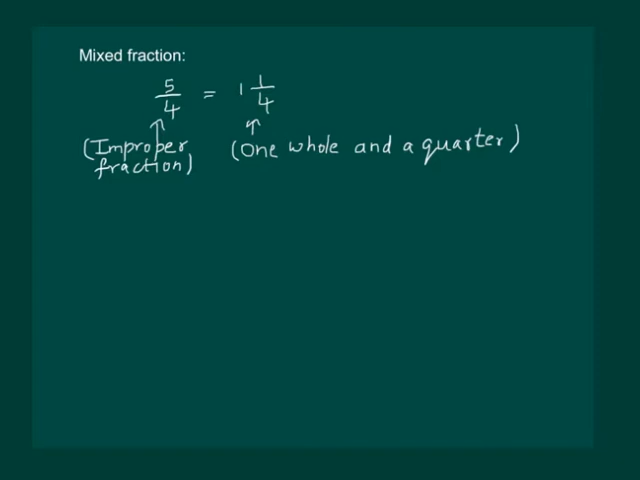 Mixed fraction:
5/4 = 1 1/4
(Improper (One whole and a quarter)
fraction)